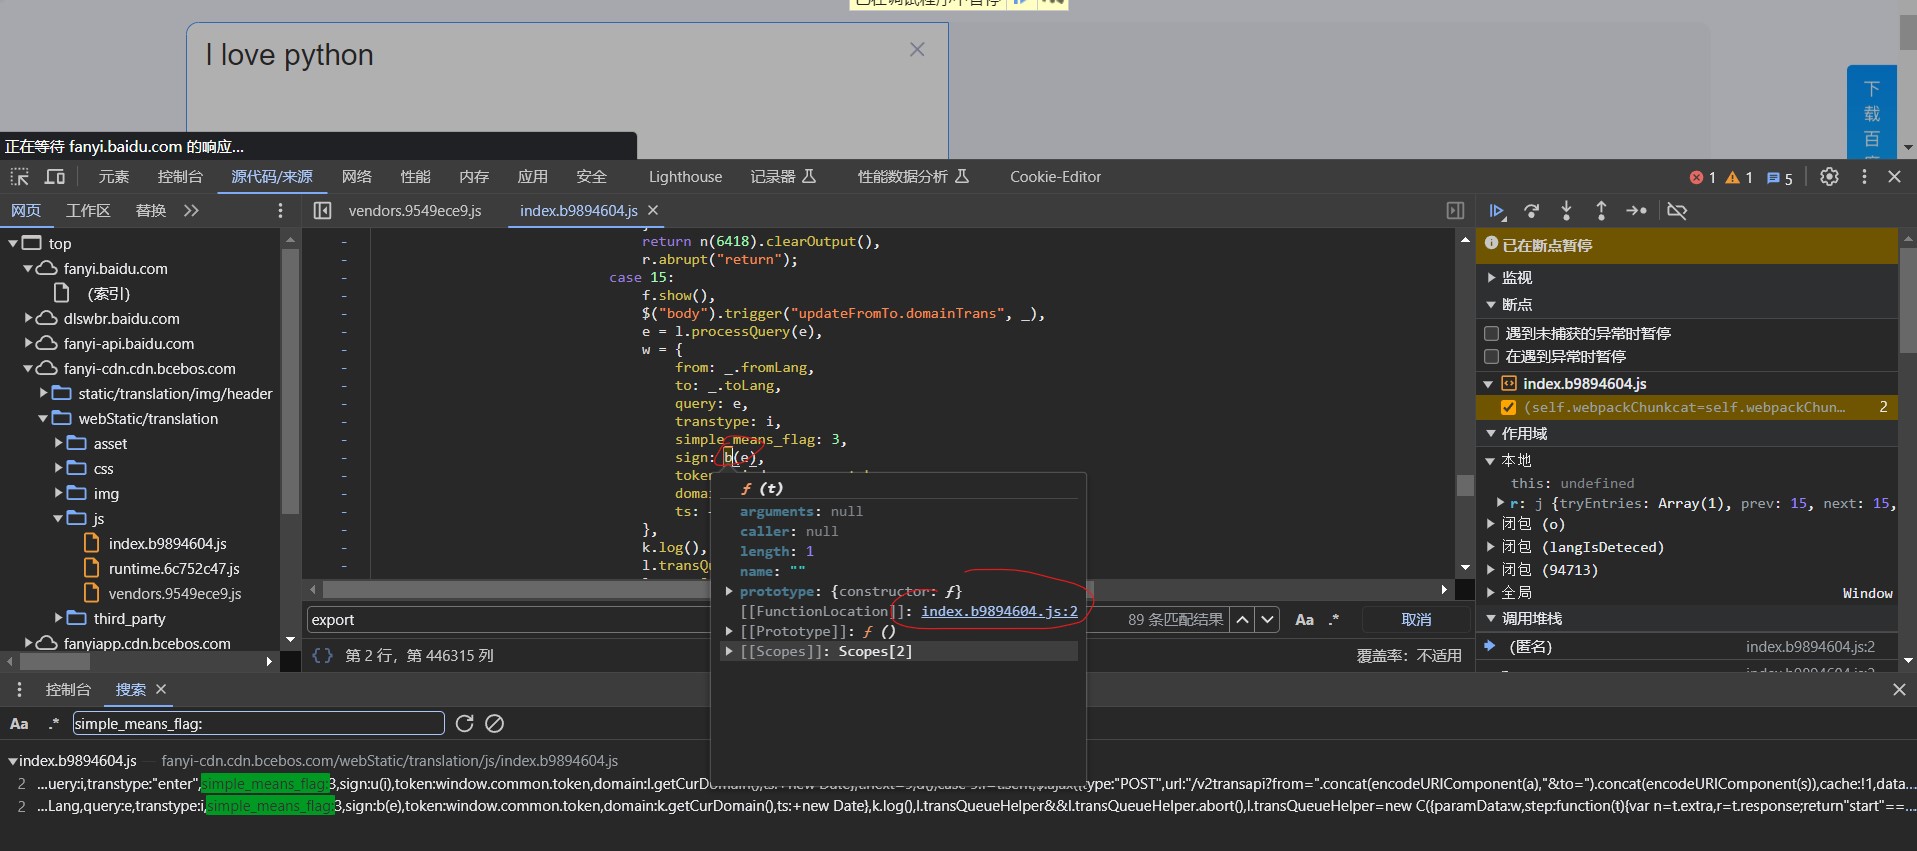 I love python
下
载
百
正在等待 fanyi.baidu.com 的响应...
元素 控制台 源代码/来源 网络 性能 内存 应用 安全 Lighthouse 记录器 性能数据分析 Cookie-Editor 1 1 5
网页 工作区 替换 vendors.9549ece9.js index.b9894604.js
top
fanyi.baidu.com
(索引)
dlswbr.baidu.com
fanyi-api.baidu.com
fanyi-cdn.cdn.bcebos.com
static/translation/img/header
webStatic/translation
asset
css
img
js
index.b9894604.js
runtime.6c752c47.js
vendors.9549ece9.js
third_party
fanyiapp.cdn.bcebos.com
return n(6418).clearOutput(),
r.abrupt("return");
case 15:
f.show(),
$("body").trigger("updateFromTo.domainTrans", _),
e = l.processQuery(e),
w = {
from: _.fromLang,
to: _.toLang,
query: e,
transtype: i,
simple_means_flag: 3,
sign: b(e),
token
domai
ts:
},
k.log(),
l.transQu
ƒ (t)
arguments: null
caller: null
length: 1
name: ""
prototype: {constructor: ƒ}
[[FunctionLocation]]: index.b9894604.js:2
[[Prototype]]: ƒ ()
[[Scopes]]: Scopes[2]
export 89 条匹配结果 Aa .* 取消
{} 第 2 行，第 446315 列 覆盖率：不适用
已在断点暂停
监视
断点
遇到未捕获的异常时暂停
在遇到异常时暂停
index.b9894604.js
(self.webpackChunkcat=self.webpackChun… 2
作用域
本地
this: undefined
r: j {tryEntries: Array(1), prev: 15, next: 15,
闭包 (o)
闭包 (langIsDeteced)
闭包 (94713)
全局 Window
调用堆栈
(匿名) index.b9894604.js:2
控制台 搜索
Aa .* simple_means_flag:
index.b9894604.js — fanyi-cdn.cdn.bcebos.com/webStatic/translation/js/index.b9894604.js
2 …uery:i,transtype:"enter",simple_means_flag:3,sign:u(i),token:window.common.token,domain:l.getCurDomain(),ts:+new Date},next=9,a();case 9:if(t.sent,f.ajax({type:"POST",url:"/v2transapi?from=".concat(encodeURIComponent(a),"&to=").concat(encodeURIComponent(s)),cache:!1,data…
2 …Lang,query:e,transtype:i,simple_means_flag:3,sign:b(e),token:window.common.token,domain:k.getCurDomain(),ts:+new Date},k.log(),l.transQueueHelper&&l.transQueueHelper.abort(),l.transQueueHelper=new C({paramData:w,step:function(t){var n=t.extra,r=t.response;return"start"==…